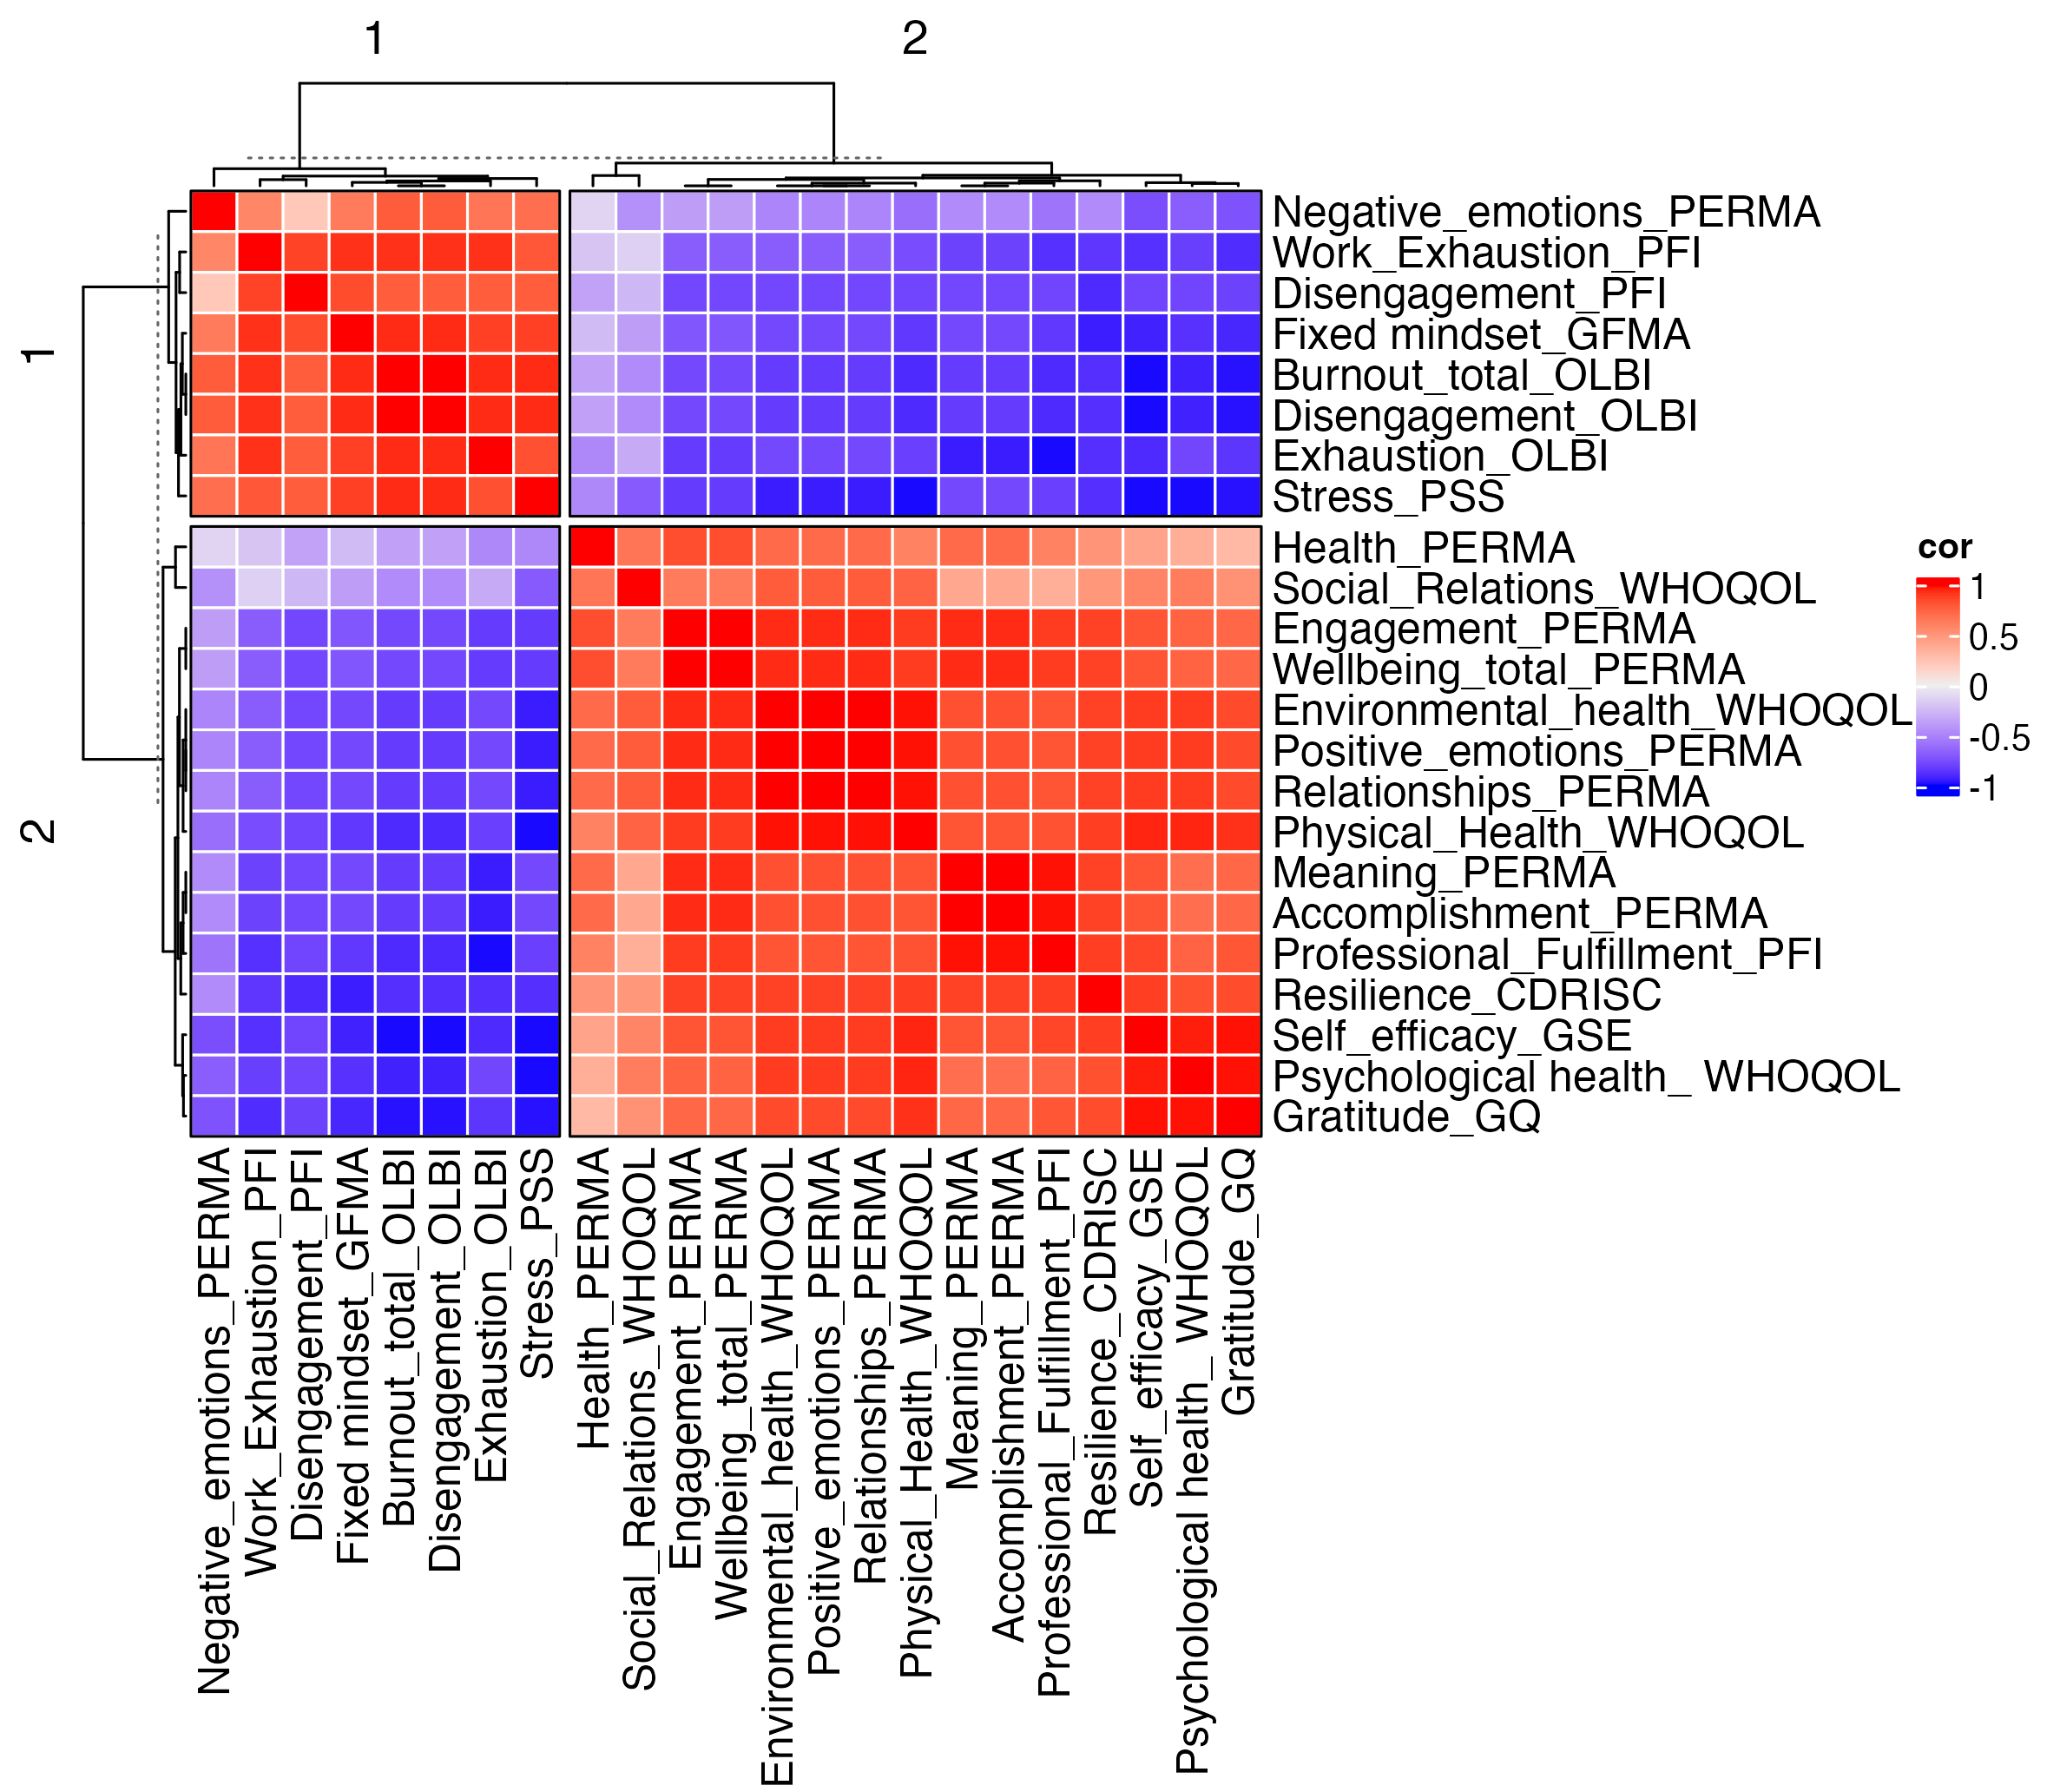 1
2
1
2
Negative_emotions_PERMA
Work_Exhaustion_PFI
Disengagement_PFI
Fixed mindset_GFMA
Burnout_total_OLBI
Disengagement_OLBI
Exhaustion_OLBI
Stress_PSS
Health_PERMA
Social_Relations_WHOQOL
Engagement_PERMA
Wellbeing_total_PERMA
Environmental_health_WHOQOL
Positive_emotions_PERMA
Relationships_PERMA
Physical_Health_WHOQOL
Meaning_PERMA
Accomplishment_PERMA
Professional_Fulfillment_PFI
Resilience_CDRISC
Self_efficacy_GSE
Psychological health_ WHOQOL
Gratitude_GQ
cor
1
0.5
0
-0.5
-1
Negative_emotions_PERMA
Work_Exhaustion_PFI
Disengagement_PFI
Fixed mindset_GFMA
Burnout_total_OLBI
Disengagement_OLBI
Exhaustion_OLBI
Stress_PSS
Health_PERMA
Social_Relations_WHOQOL
Engagement_PERMA
Wellbeing_total_PERMA
Environmental_health_WHOQOL
Positive_emotions_PERMA
Relationships_PERMA
Physical_Health_WHOQOL
Meaning_PERMA
Accomplishment_PERMA
Professional_Fulfillment_PFI
Resilience_CDRISC
Self_efficacy_GSE
Psychological health_ WHOQOL
Gratitude_GQ